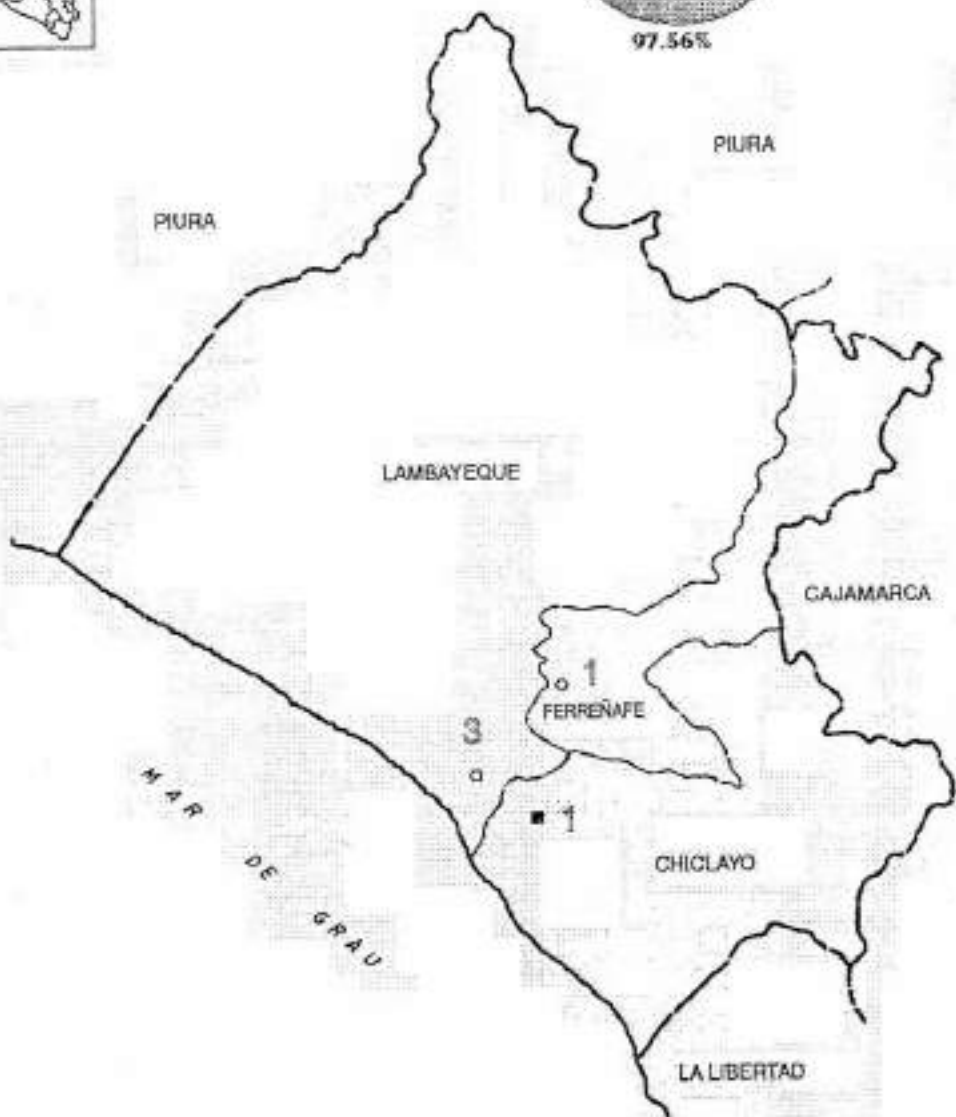 97.56%
PIURA
PIURA
LAMBAYEQUE
CAJAMARCA
1
FERREÑAFE
3
1
CHICLAYO
MAR DE GRAU
LA LIBERTAD